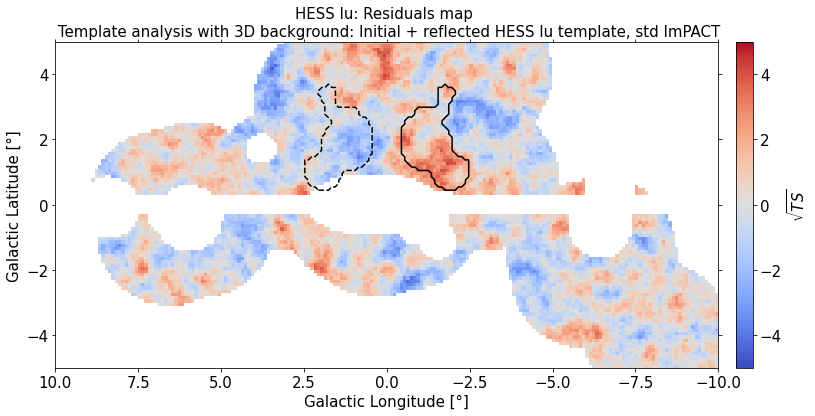 HESS Iu: Residuals map
Template analysis with 3D background: Initial + reflected HESS Iu template, std ImPACT
4
2
0
−2
−4
Galactic Latitude [°]
10.0 7.5 5.0 2.5 0.0 −2.5 −5.0 −7.5 −10.0
Galactic Longitude [°]
4
2
0
−2
−4
√TS